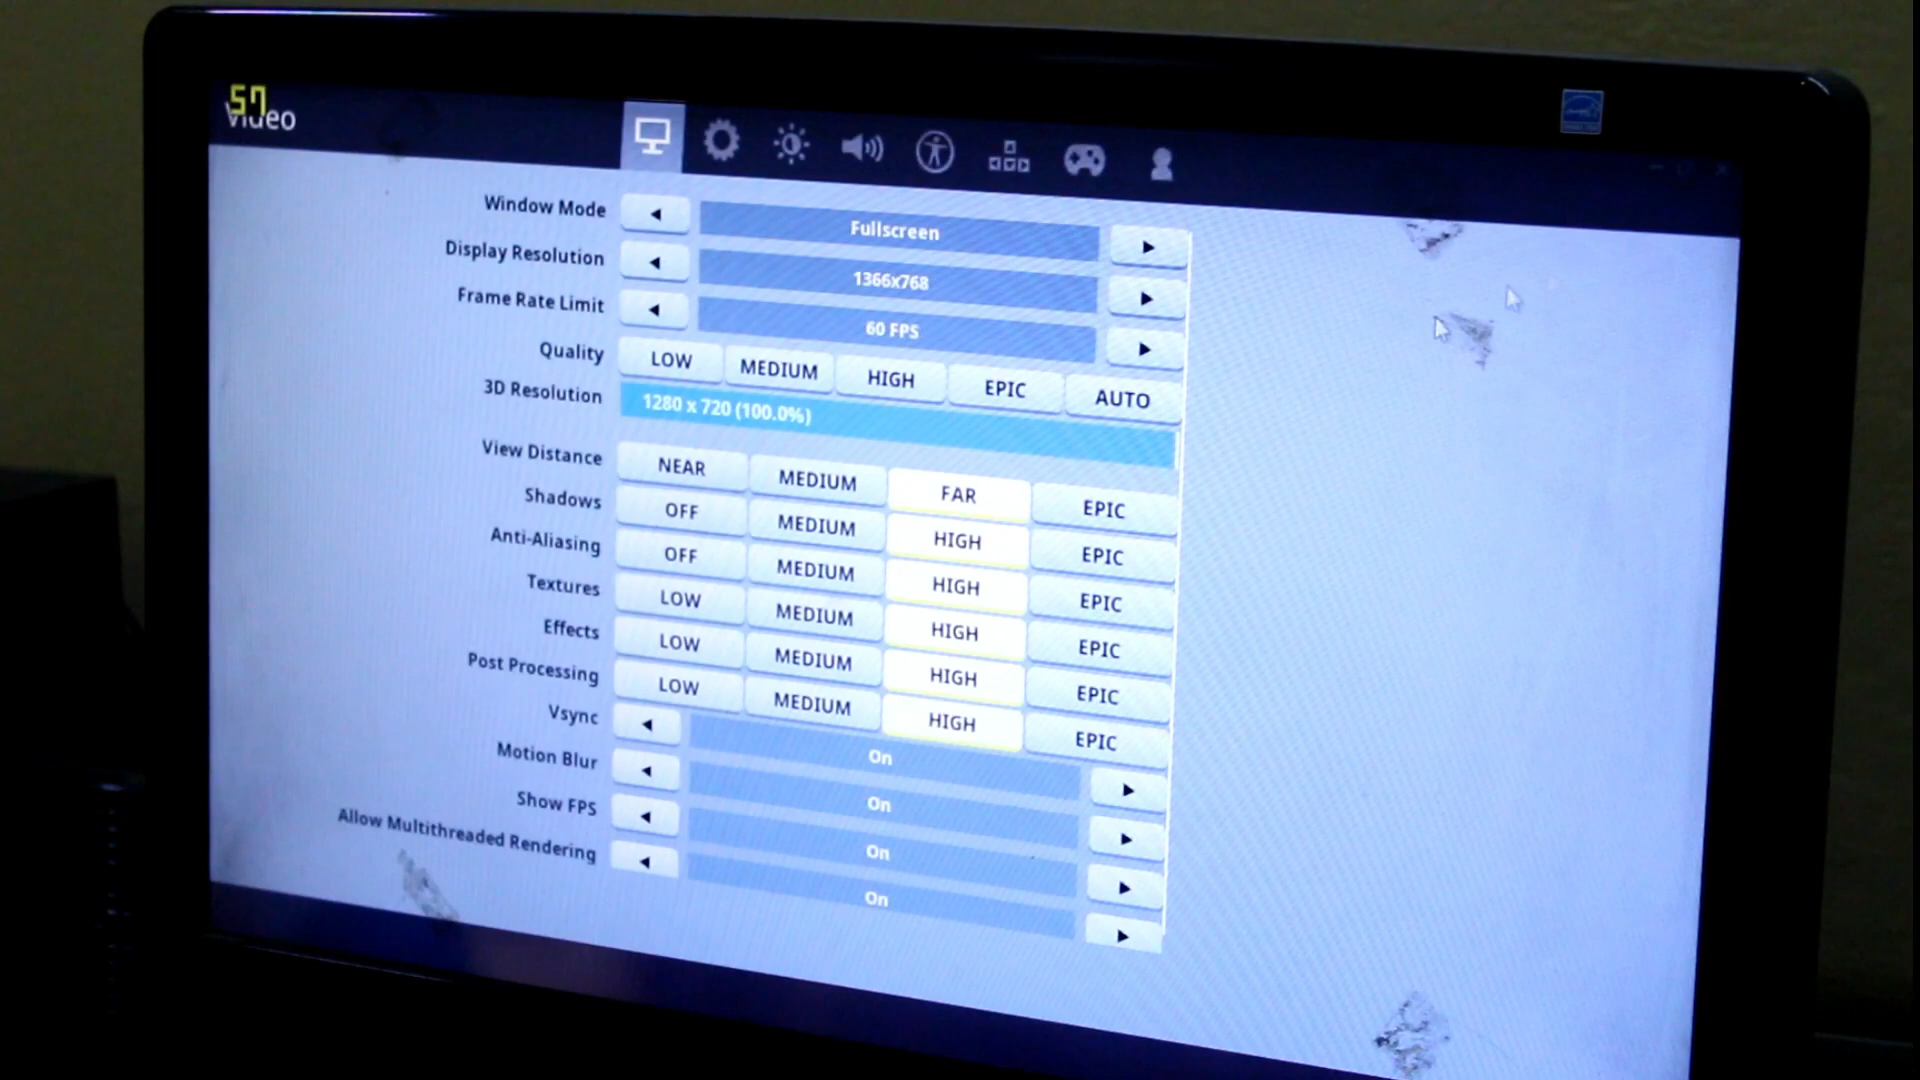 57
Video
Window Mode Fullscreen
Display Resolution 1366x768
Frame Rate Limit 60 FPS
Quality LOW MEDIUM HIGH EPIC AUTO
3D Resolution 1280 x 720 (100.0%)
View Distance NEAR MEDIUM FAR EPIC
Shadows OFF MEDIUM HIGH EPIC
Anti-Aliasing OFF MEDIUM HIGH EPIC
Textures LOW MEDIUM HIGH EPIC
Effects LOW MEDIUM HIGH EPIC
Post Processing LOW MEDIUM HIGH EPIC
Vsync On
Motion Blur On
Show FPS On
Allow Multithreaded Rendering On